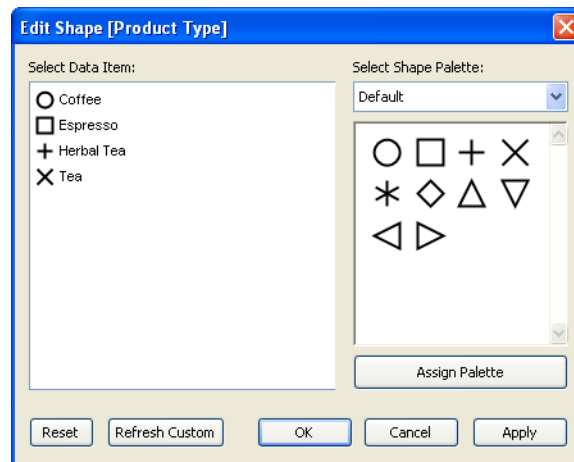 Edit Shape [Product Type]
Select Data Item:
Coffee
Espresso
Herbal Tea
Tea
Select Shape Palette:
Default
Assign Palette
Reset
Refresh Custom
OK
Cancel
Apply